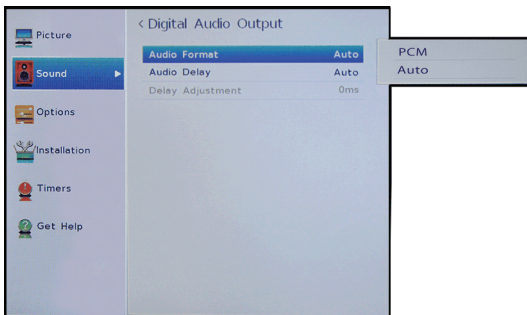 Picture
Sound
Options
Installation
Timers
Get Help
< Digital Audio Output
Audio Format Auto
Audio Delay Auto
Delay Adjustment 0ms
PCM
Auto